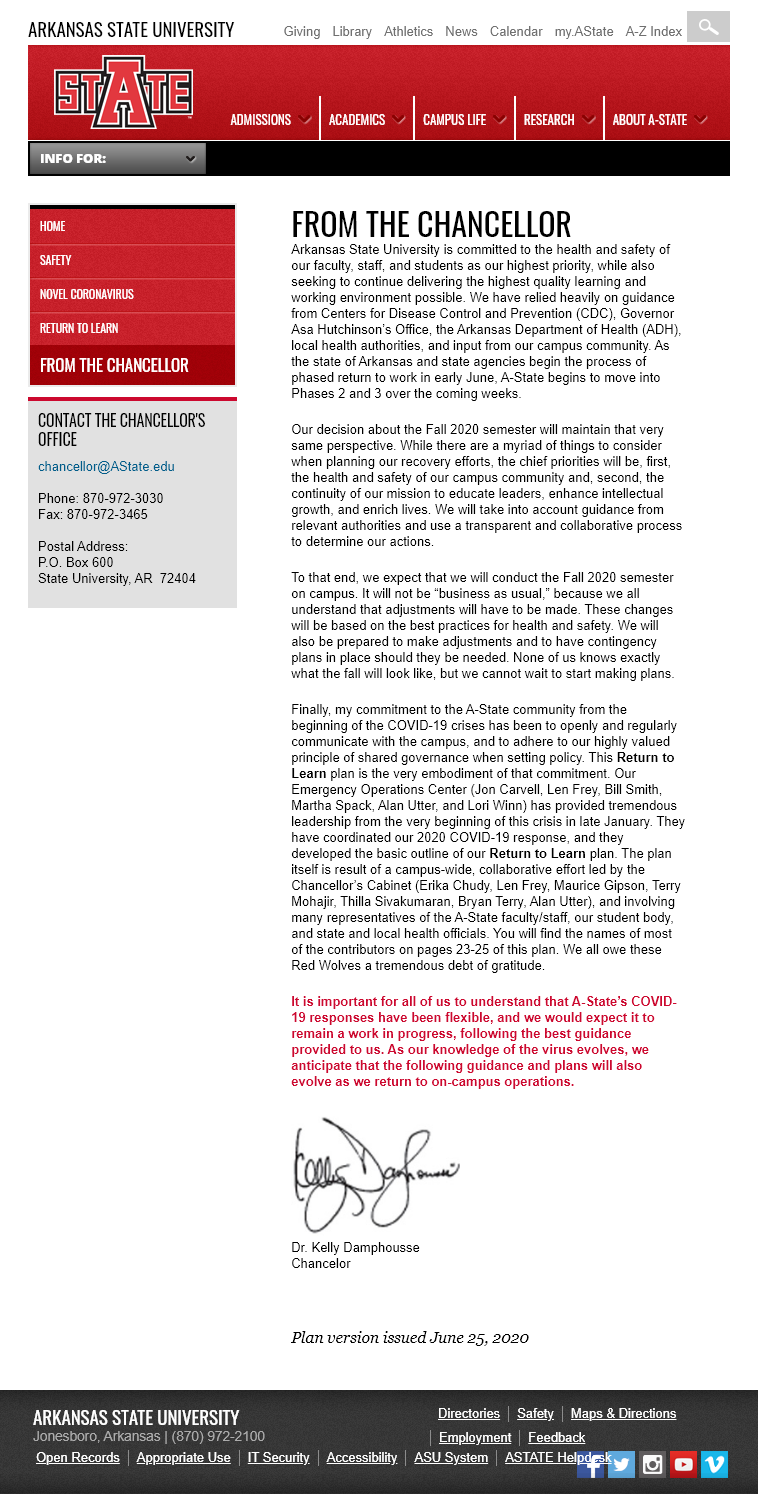 ARKANSAS STATE UNIVERSITY
Giving Library Athletics News Calendar my.AState A-Z Index
STATE
ADMISSIONS ACADEMICS CAMPUS LIFE RESEARCH ABOUT A-STATE
INFO FOR:
HOME
SAFETY
NOVEL CORONAVIRUS
RETURN TO LEARN
FROM THE CHANCELLOR
CONTACT THE CHANCELLOR'S
OFFICE
chancellor@AState.edu
Phone: 870-972-3030
Fax: 870-972-3465
Postal Address:
P.O. Box 600
State University, AR 72404
FROM THE CHANCELLOR
Arkansas State University is committed to the health and safety of
our faculty, staff, and students as our highest priority, while also
seeking to continue delivering the highest quality learning and
working environment possible. We have relied heavily on guidance
from Centers for Disease Control and Prevention (CDC), Governor
Asa Hutchinson's Office, the Arkansas Department of Health (ADH),
local health authorities, and input from our campus community. As
the state of Arkansas and state agencies begin the process of
phased return to work in early June, A-State begins to move into
Phases 2 and 3 over the coming weeks.
Our decision about the Fall 2020 semester will maintain that very
same perspective. While there are a myriad of things to consider
when planning our recovery efforts, the chief priorities will be, first,
the health and safety of our campus community and, second, the
continuity of our mission to educate leaders, enhance intellectual
growth, and enrich lives. We will take into account guidance from
relevant authorities and use a transparent and collaborative process
to determine our actions.
To that end, we expect that we will conduct the Fall 2020 semester
on campus. It will not be “business as usual,” because we all
understand that adjustments will have to be made. These changes
will be based on the best practices for health and safety. We will
also be prepared to make adjustments and to have contingency
plans in place should they be needed. None of us knows exactly
what the fall will look like, but we cannot wait to start making plans.
Finally, my commitment to the A-State community from the
beginning of the COVID-19 crises has been to openly and regularly
communicate with the campus, and to adhere to our highly valued
principle of shared governance when setting policy. This Return to
Learn plan is the very embodiment of that commitment. Our
Emergency Operations Center (Jon Carvell, Len Frey, Bill Smith,
Martha Spack, Alan Utter, and Lori Winn) has provided tremendous
leadership from the very beginning of this crisis in late January. They
have coordinated our 2020 COVID-19 response, and they
developed the basic outline of our Return to Learn plan. The plan
itself is result of a campus-wide, collaborative effort led by the
Chancellor's Cabinet (Erika Chudy, Len Frey, Maurice Gipson, Terry
Mohajir, Thilla Sivakumaran, Bryan Terry, Alan Utter), and involving
many representatives of the A-State faculty/staff, our student body,
and state and local health officials. You will find the names of most
of the contributors on pages 23-25 of this plan. We all owe these
Red Wolves a tremendous debt of gratitude.
It is important for all of us to understand that A-State's COVID-
19 responses have been flexible, and we would expect it to
remain a work in progress, following the best guidance
provided to us. As our knowledge of the virus evolves, we
anticipate that the following guidance and plans will also
evolve as we return to on-campus operations.
Kelly Damphousse
Dr. Kelly Damphousse
Chancelor
Plan version issued June 25, 2020
ARKANSAS STATE UNIVERSITY
Jonesboro, Arkansas | (870) 972-2100
Directories Safety Maps & Directions
Employment Feedback
Open Records Appropriate Use IT Security Accessibility ASU System ASTATE Helpdesk